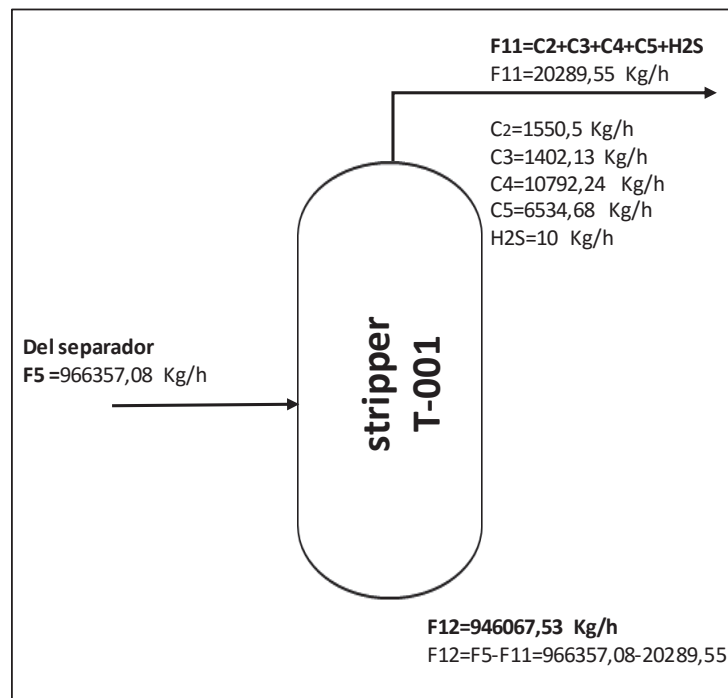 F11=C2+C3+C4+C5+H2S
F11=20289,55 Kg/h
C2=1550,5 Kg/h
C3=1402,13 Kg/h
C4=10792,24 Kg/h
C5=6534,68 Kg/h
H2S=10 Kg/h
Del separador
F5 =966357,08 Kg/h
stripper
T-001
F12=946067,53 Kg/h
F12=F5-F11=966357,08-20289,55